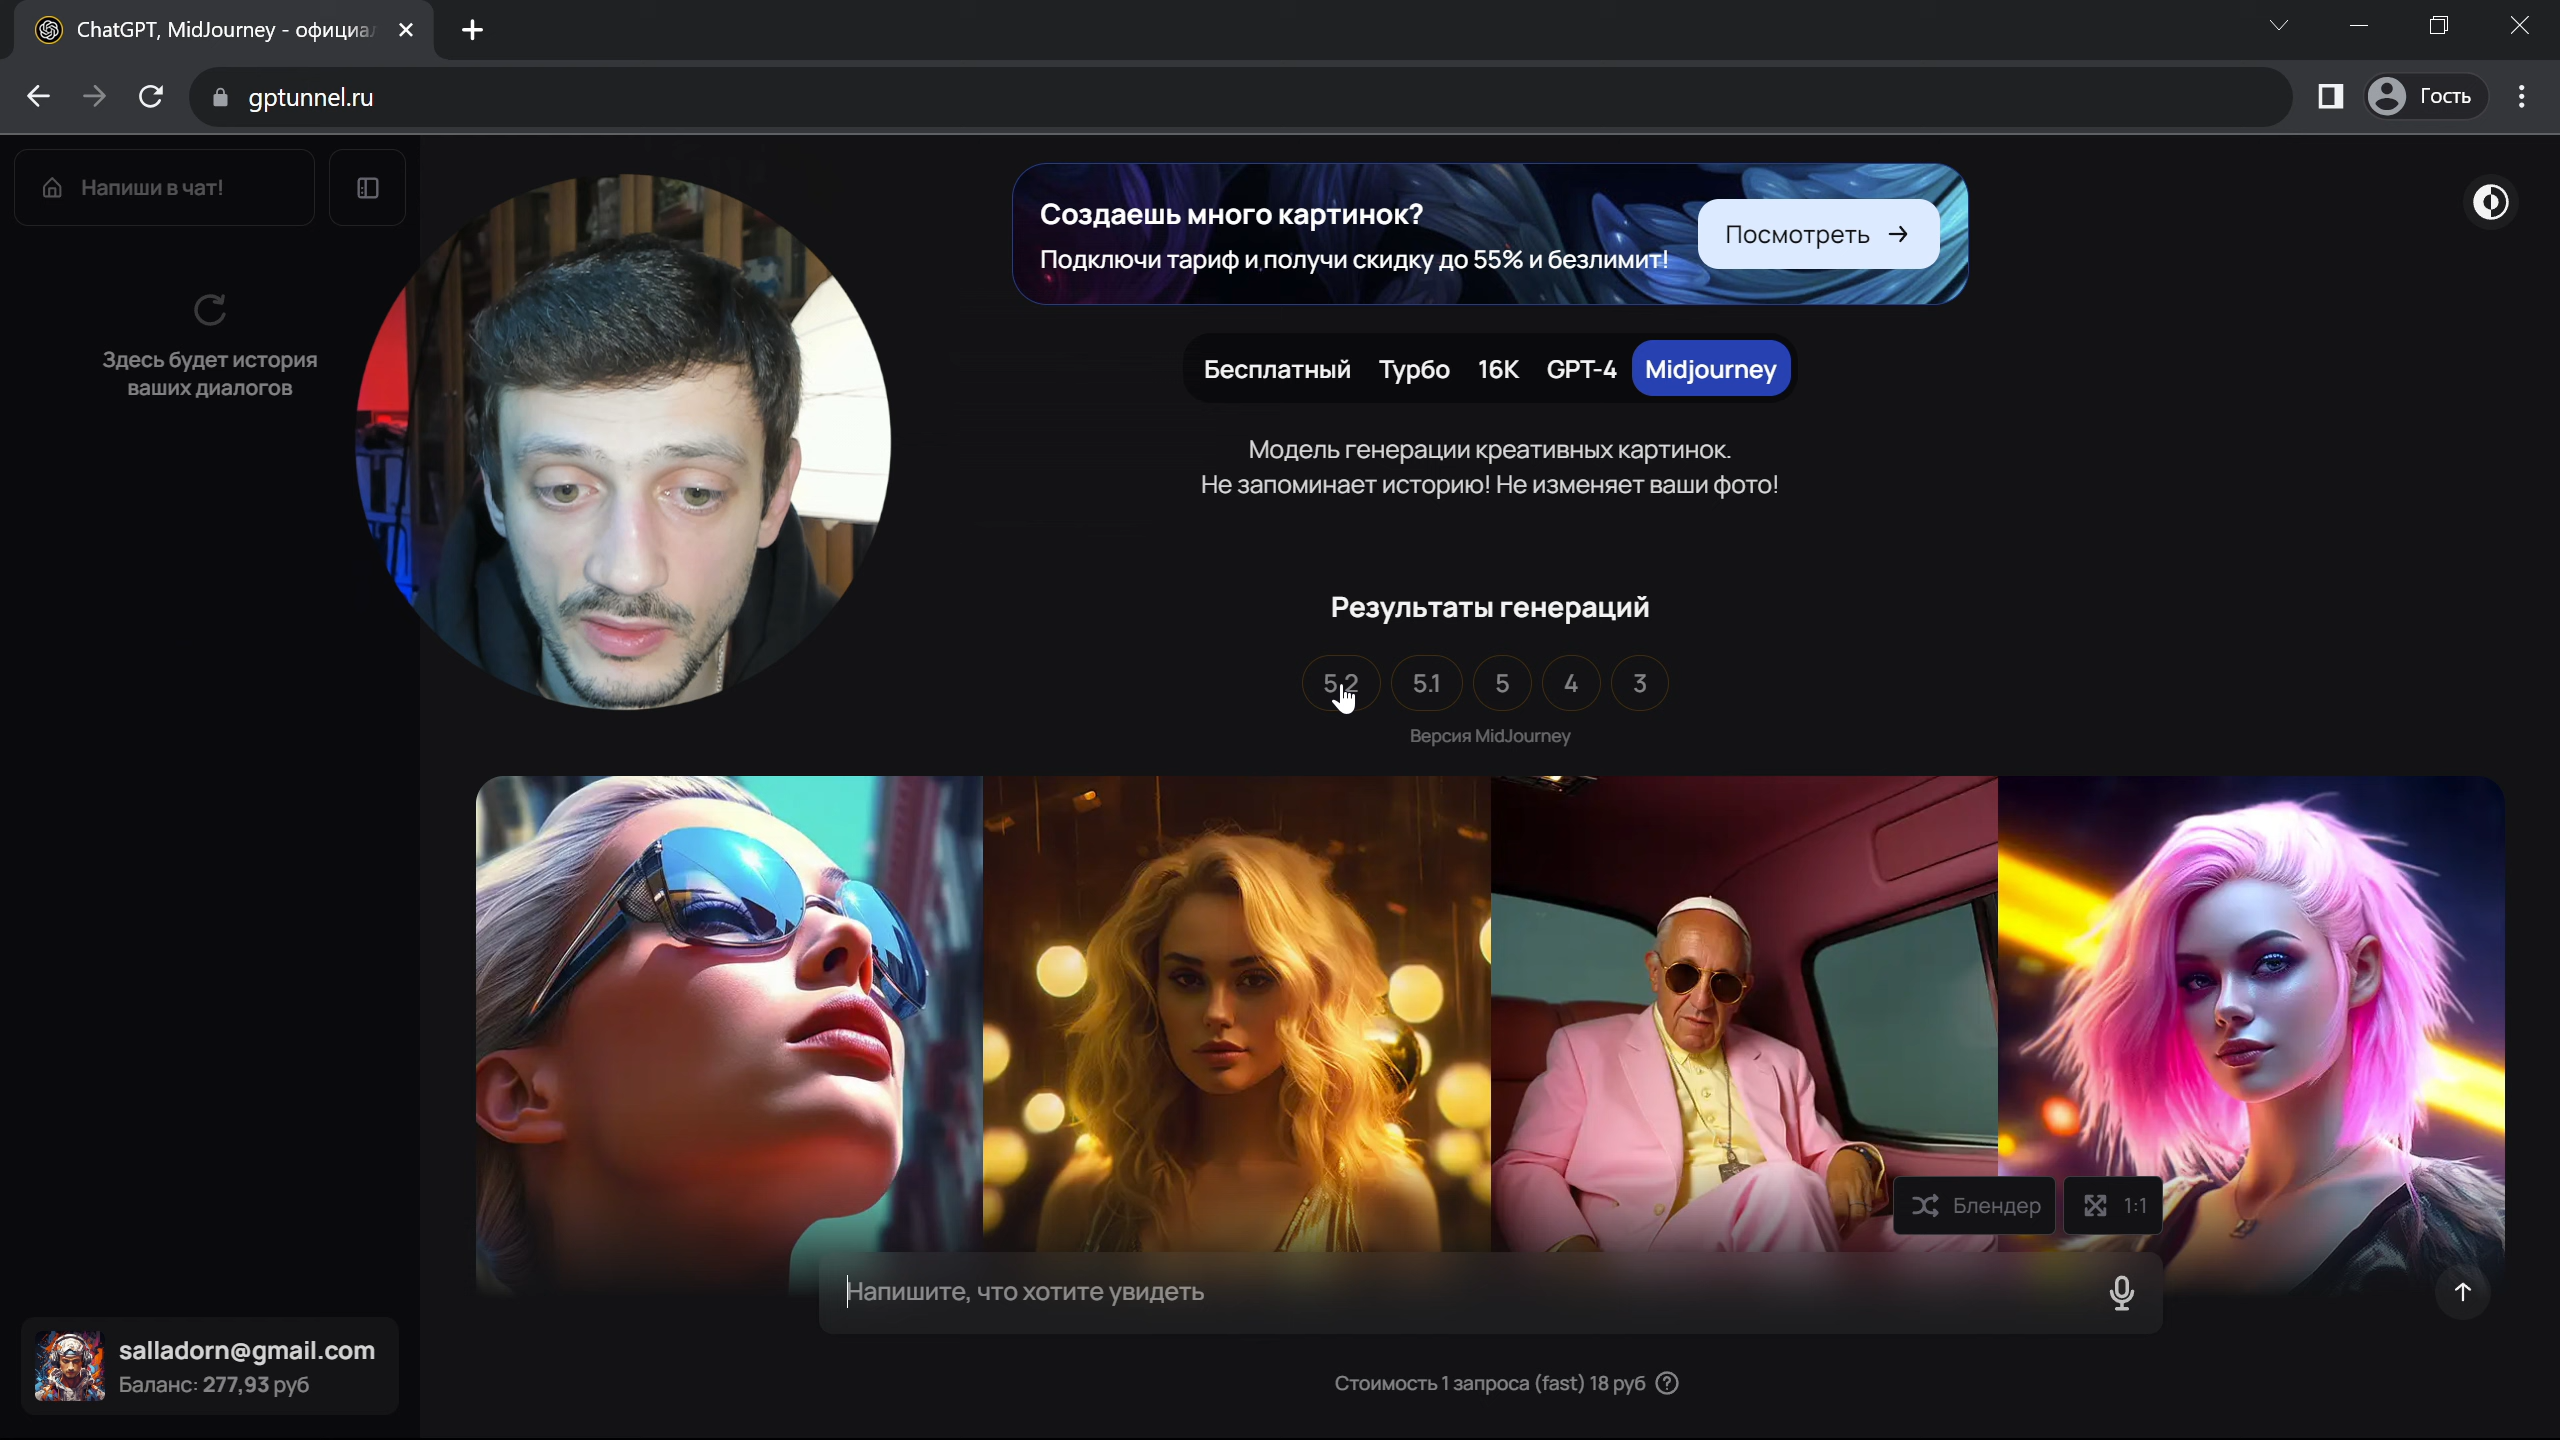 ChatGPT, MidJourney - официал
gptunnel.ru
Гость
Напиши в чат!
Здесь будет история
ваших диалогов
Создаешь много картинок?
Подключи тариф и получи скидку до 55% и безлимит!
Посмотреть
Бесплатный Турбо 16K GPT-4 Midjourney
Модель генерации креативных картинок.
Не запоминает историю! Не изменяет ваши фото!
Результаты генераций
5.2 5.1 5 4 3
Версия MidJourney
Блендер 1:1
Напишите, что хотите увидеть
salladorn@gmail.com
Баланс: 277,93 руб
Стоимость 1 запроса (fast) 18 руб ?